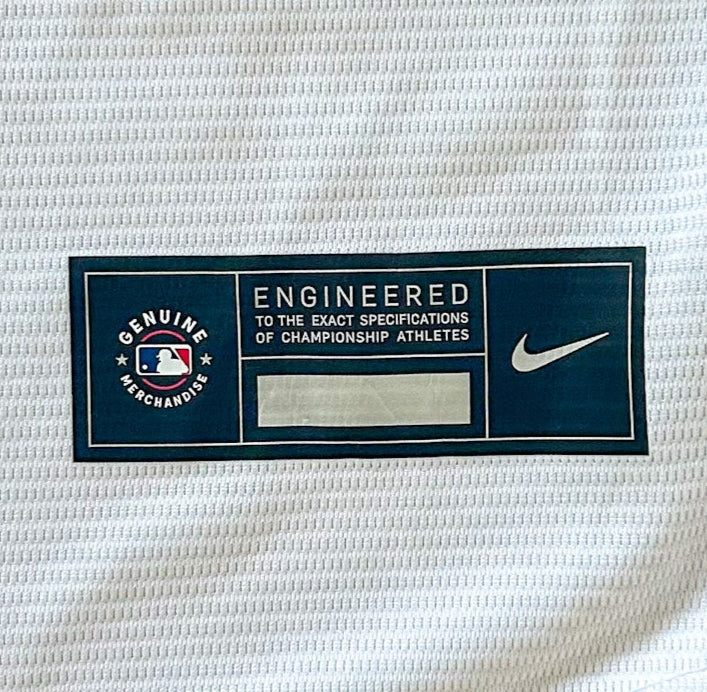 GENUINE
MERCHANDISE
ENGINEERED
TO THE EXACT SPECIFICATIONS
OF CHAMPIONSHIP ATHLETES